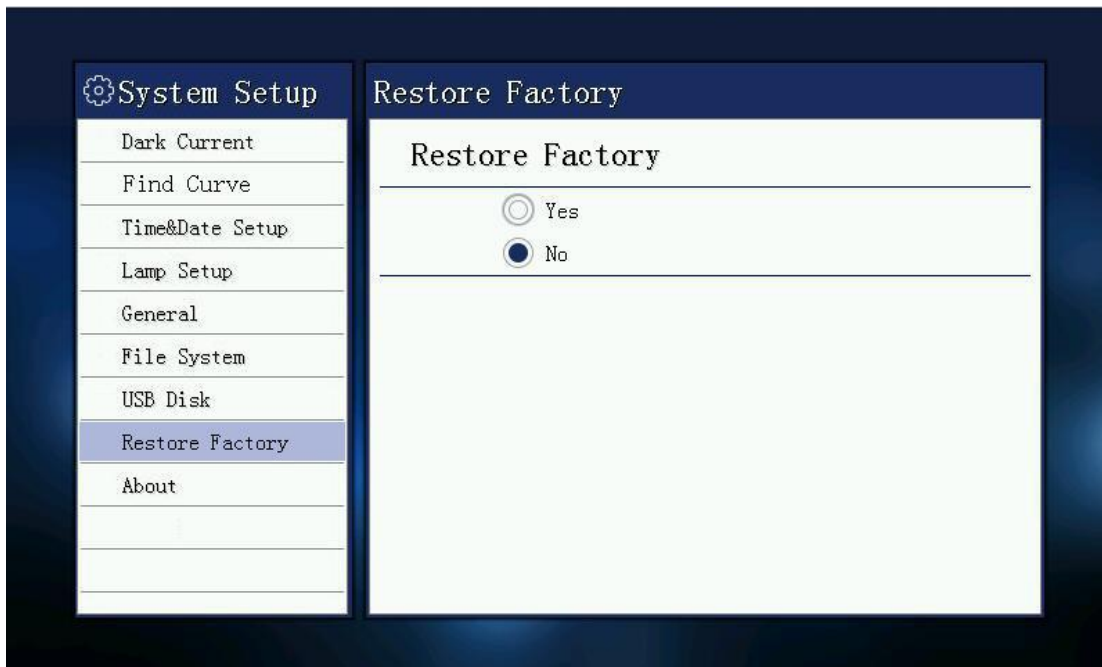 System Setup
Dark Current
Find Curve
Time&Date Setup
Lamp Setup
General
File System
USB Disk
Restore Factory
About
Restore Factory
Restore Factory
Yes
No